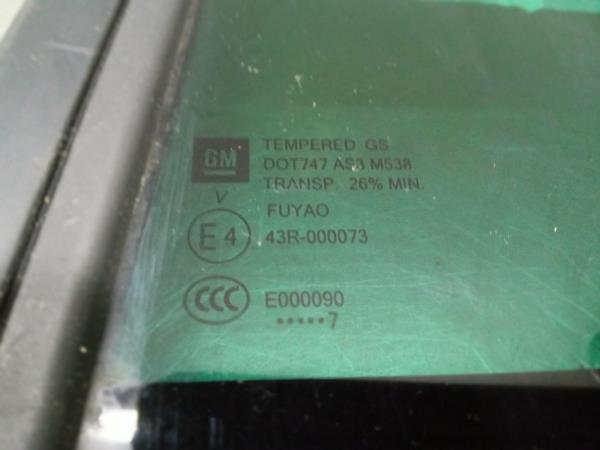 GM
TEMPERED GS
DOT747 AS3 M538
TRANSP. 26% MIN.
V
FUYAO
E4
43R-000073
CCC
E000090
•••••7